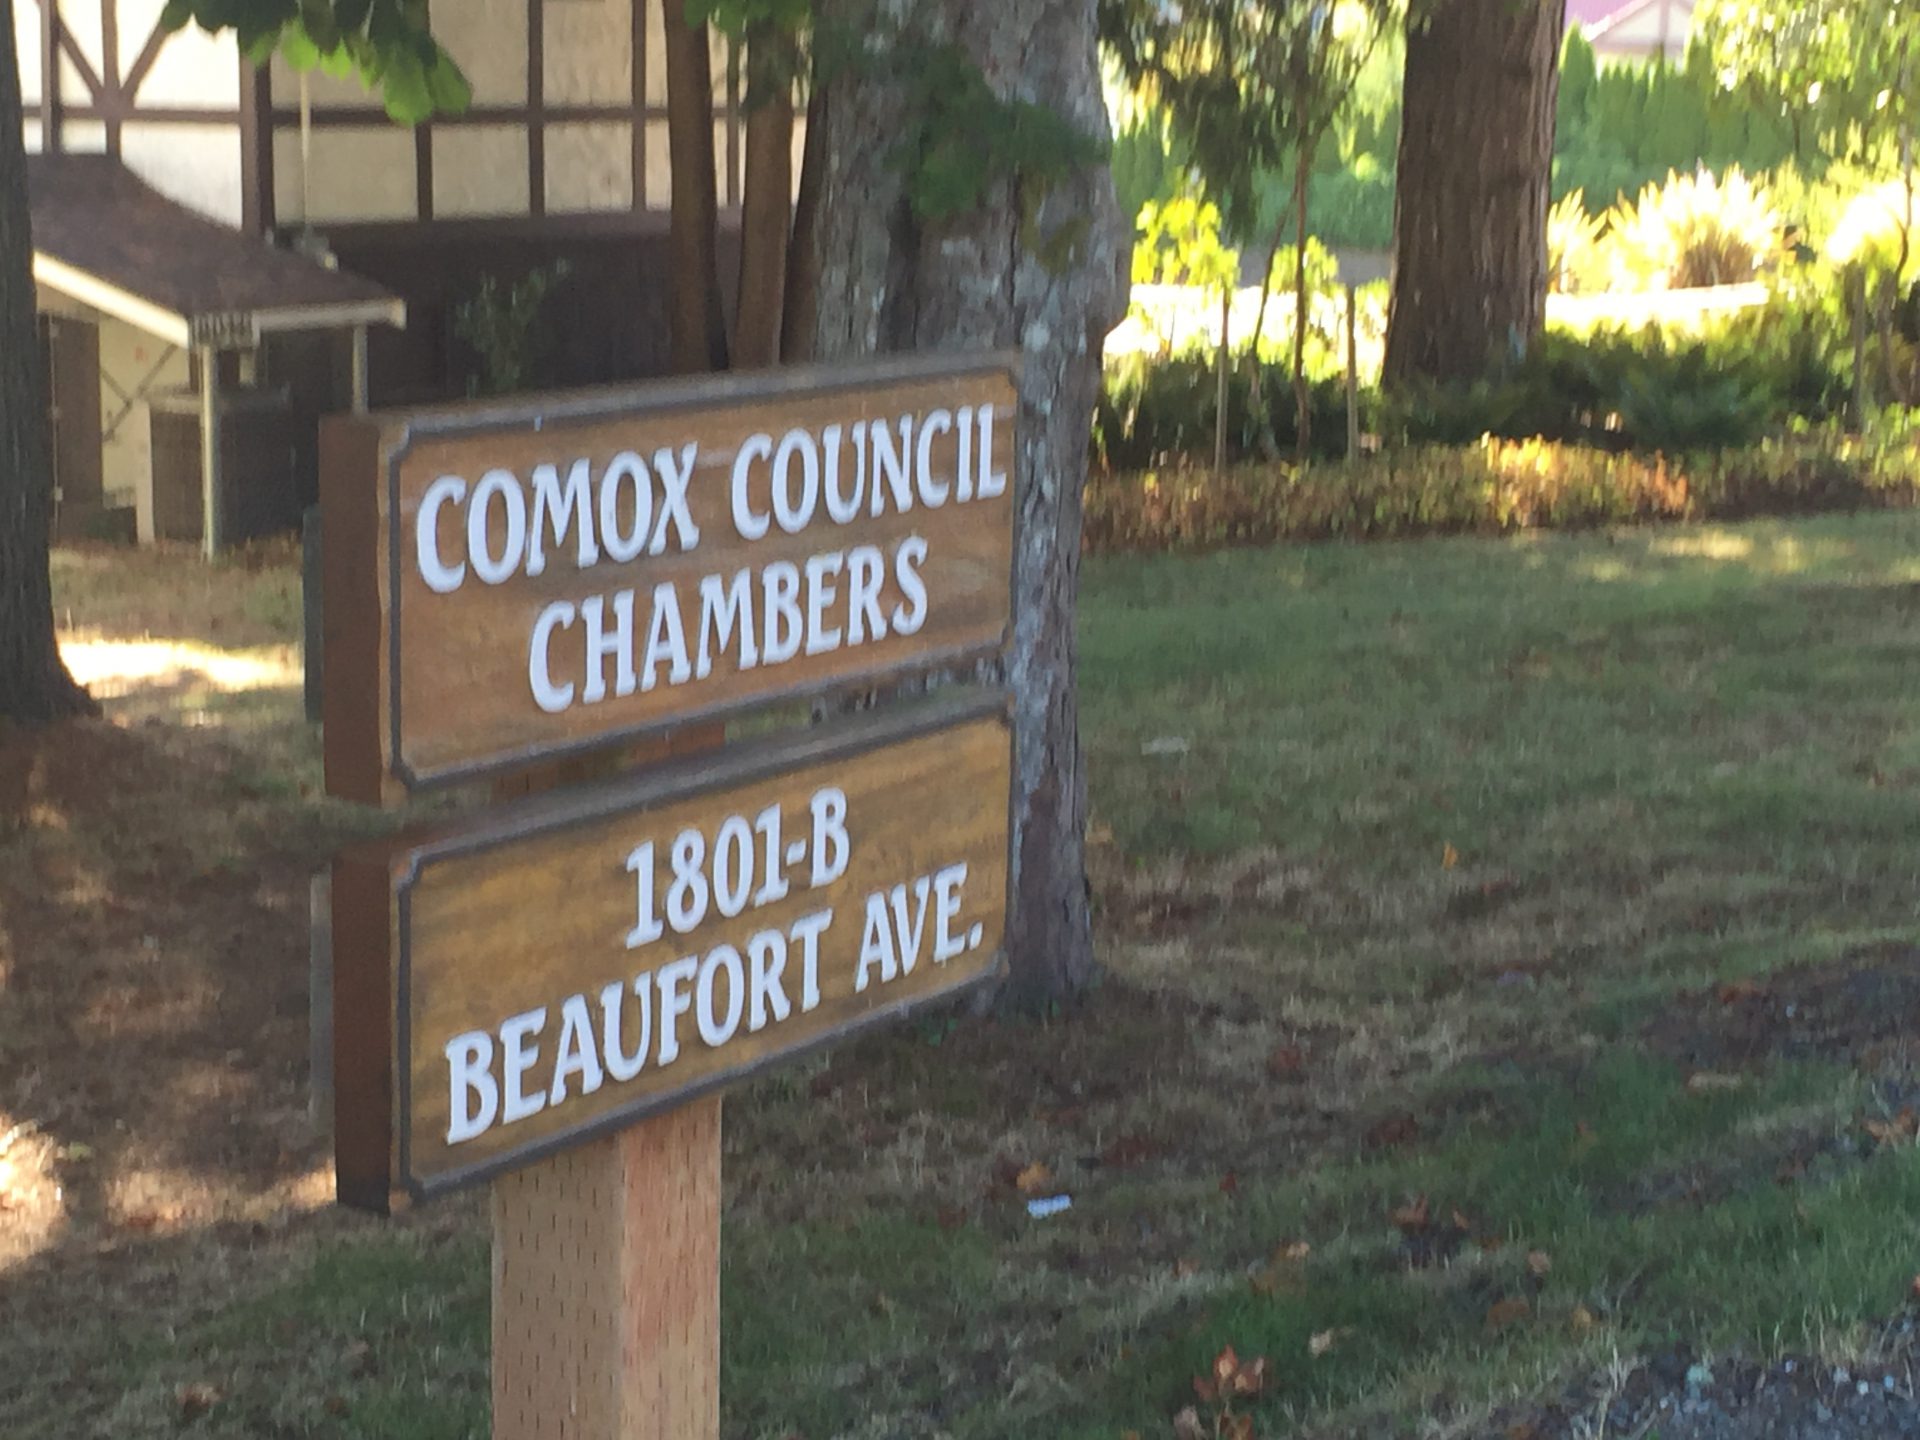 COMOX COUNCIL
CHAMBERS
1801-B
BEAUFORT AVE.